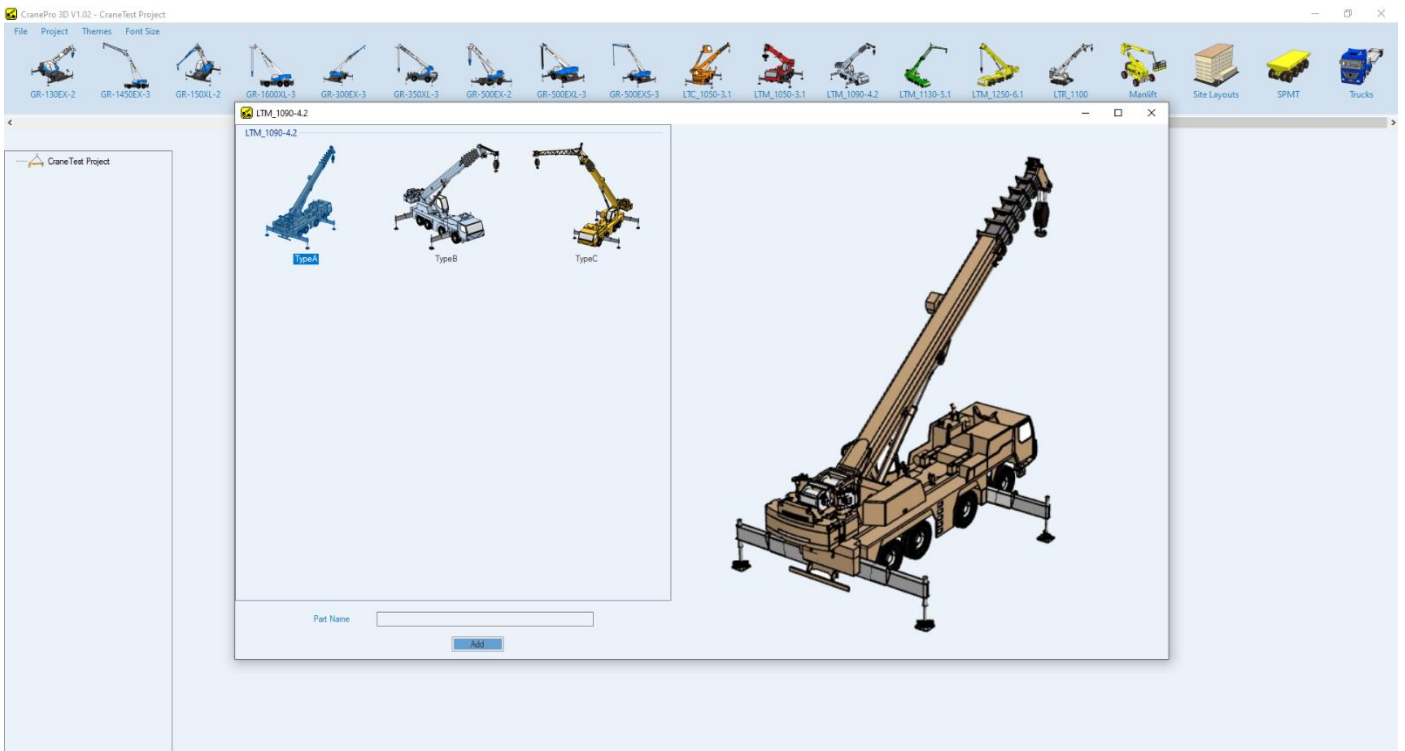 CranePro 3D V1.02 - CraneTest Project
File Project Themes Font Size
GR-130EX-2 GR-1450EX-3 GR-150XL-2 GR-1600XL-3 GR-300EX-3 GR-350XL-3 GR-500EX-2 GR-500EXL-3 GR-500EXS-3 LTC_1050-3.1 LTM_1050-3.1 LTM_1090-4.2 LTM_1130-5.1 LTM_1250-6.1 LTR_1100 Manlift Site Layouts SPMT Trucks
LTM_1090-4.2
LTM_1090-4.2
CraneTest Project
TypeA TypeB TypeC
Part Name
Add